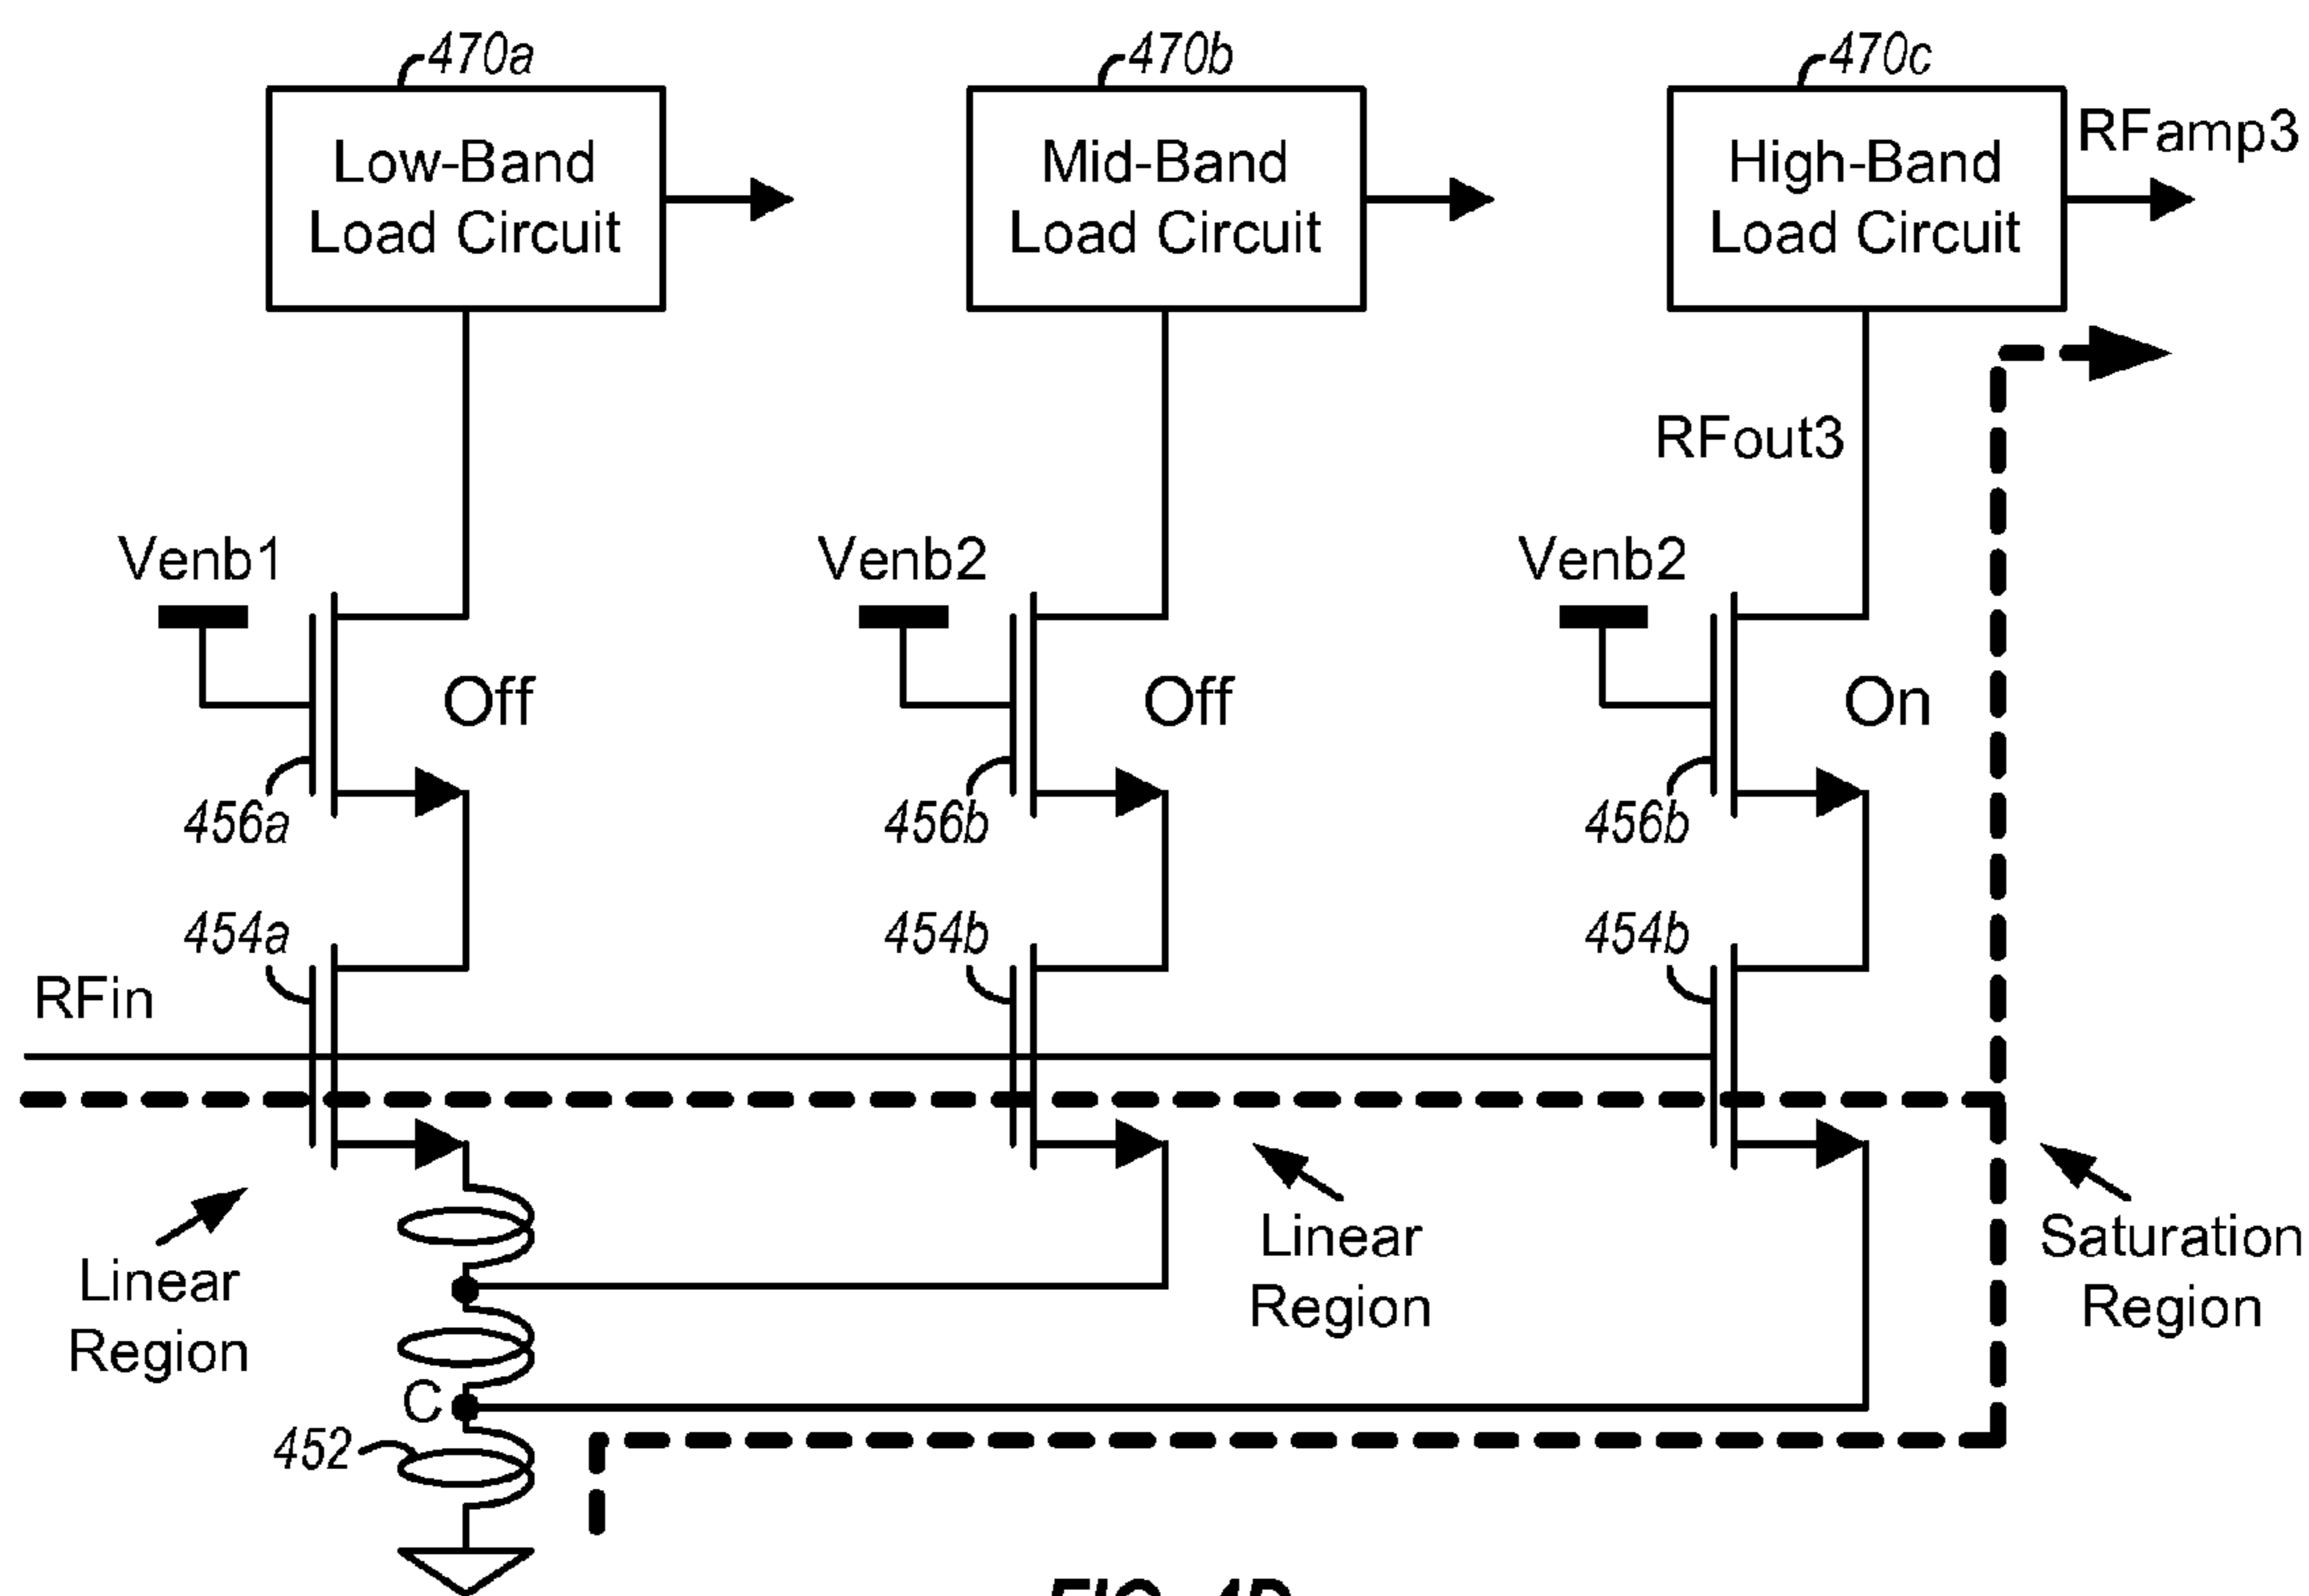 470a
470b
470c
Low-Band
Load Circuit
Mid-Band
Load Circuit
High-Band
Load Circuit
RFamp3
RFout3
Venb1
Venb2
Venb2
Off
Off
On
456a
456b
456b
454a
454b
454b
RFin
Linear
Region
Linear
Region
Saturation
Region
C
452